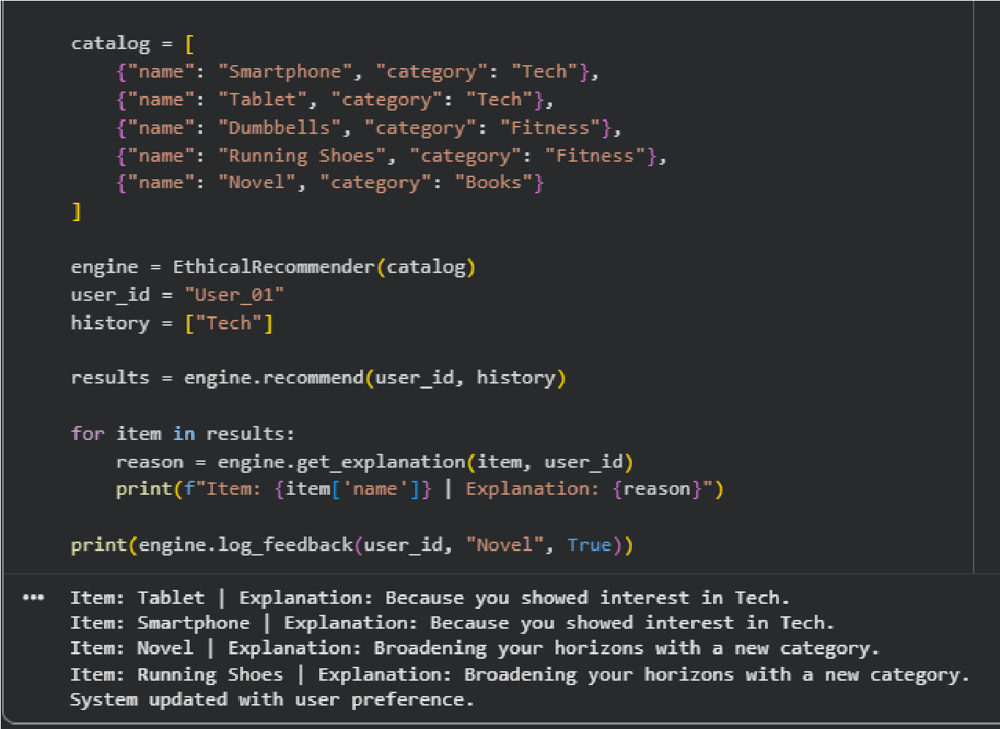 catalog = [
    {"name": "Smartphone", "category": "Tech"},
    {"name": "Tablet", "category": "Tech"},
    {"name": "Dumbbells", "category": "Fitness"},
    {"name": "Running Shoes", "category": "Fitness"},
    {"name": "Novel", "category": "Books"}
]
engine = EthicalRecommender(catalog)
user_id = "User_01"
history = ["Tech"]
results = engine.recommend(user_id, history)
for item in results:
    reason = engine.get_explanation(item, user_id)
    print(f"Item: {item['name']} | Explanation: {reason}")
print(engine.log_feedback(user_id, "Novel", True))
Item: Tablet | Explanation: Because you showed interest in Tech.
Item: Smartphone | Explanation: Because you showed interest in Tech.
Item: Novel | Explanation: Broadening your horizons with a new category.
Item: Running Shoes | Explanation: Broadening your horizons with a new category.
System updated with user preference.